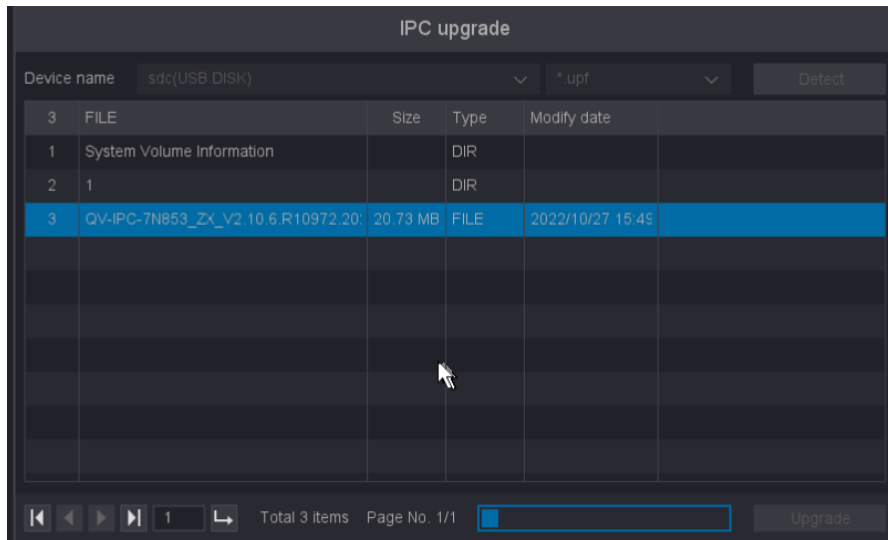 IPC upgrade
Device name sdc(USB DISK) *.upf Detect
3 FILE Size Type Modify date
1 System Volume Information DIR
2 1 DIR
3 QV-IPC-7N853_ZX_V2.10.6.R10972.20: 20.73 MB FILE 2022/10/27 15:49
1 Total 3 items Page No. 1/1 Upgrade